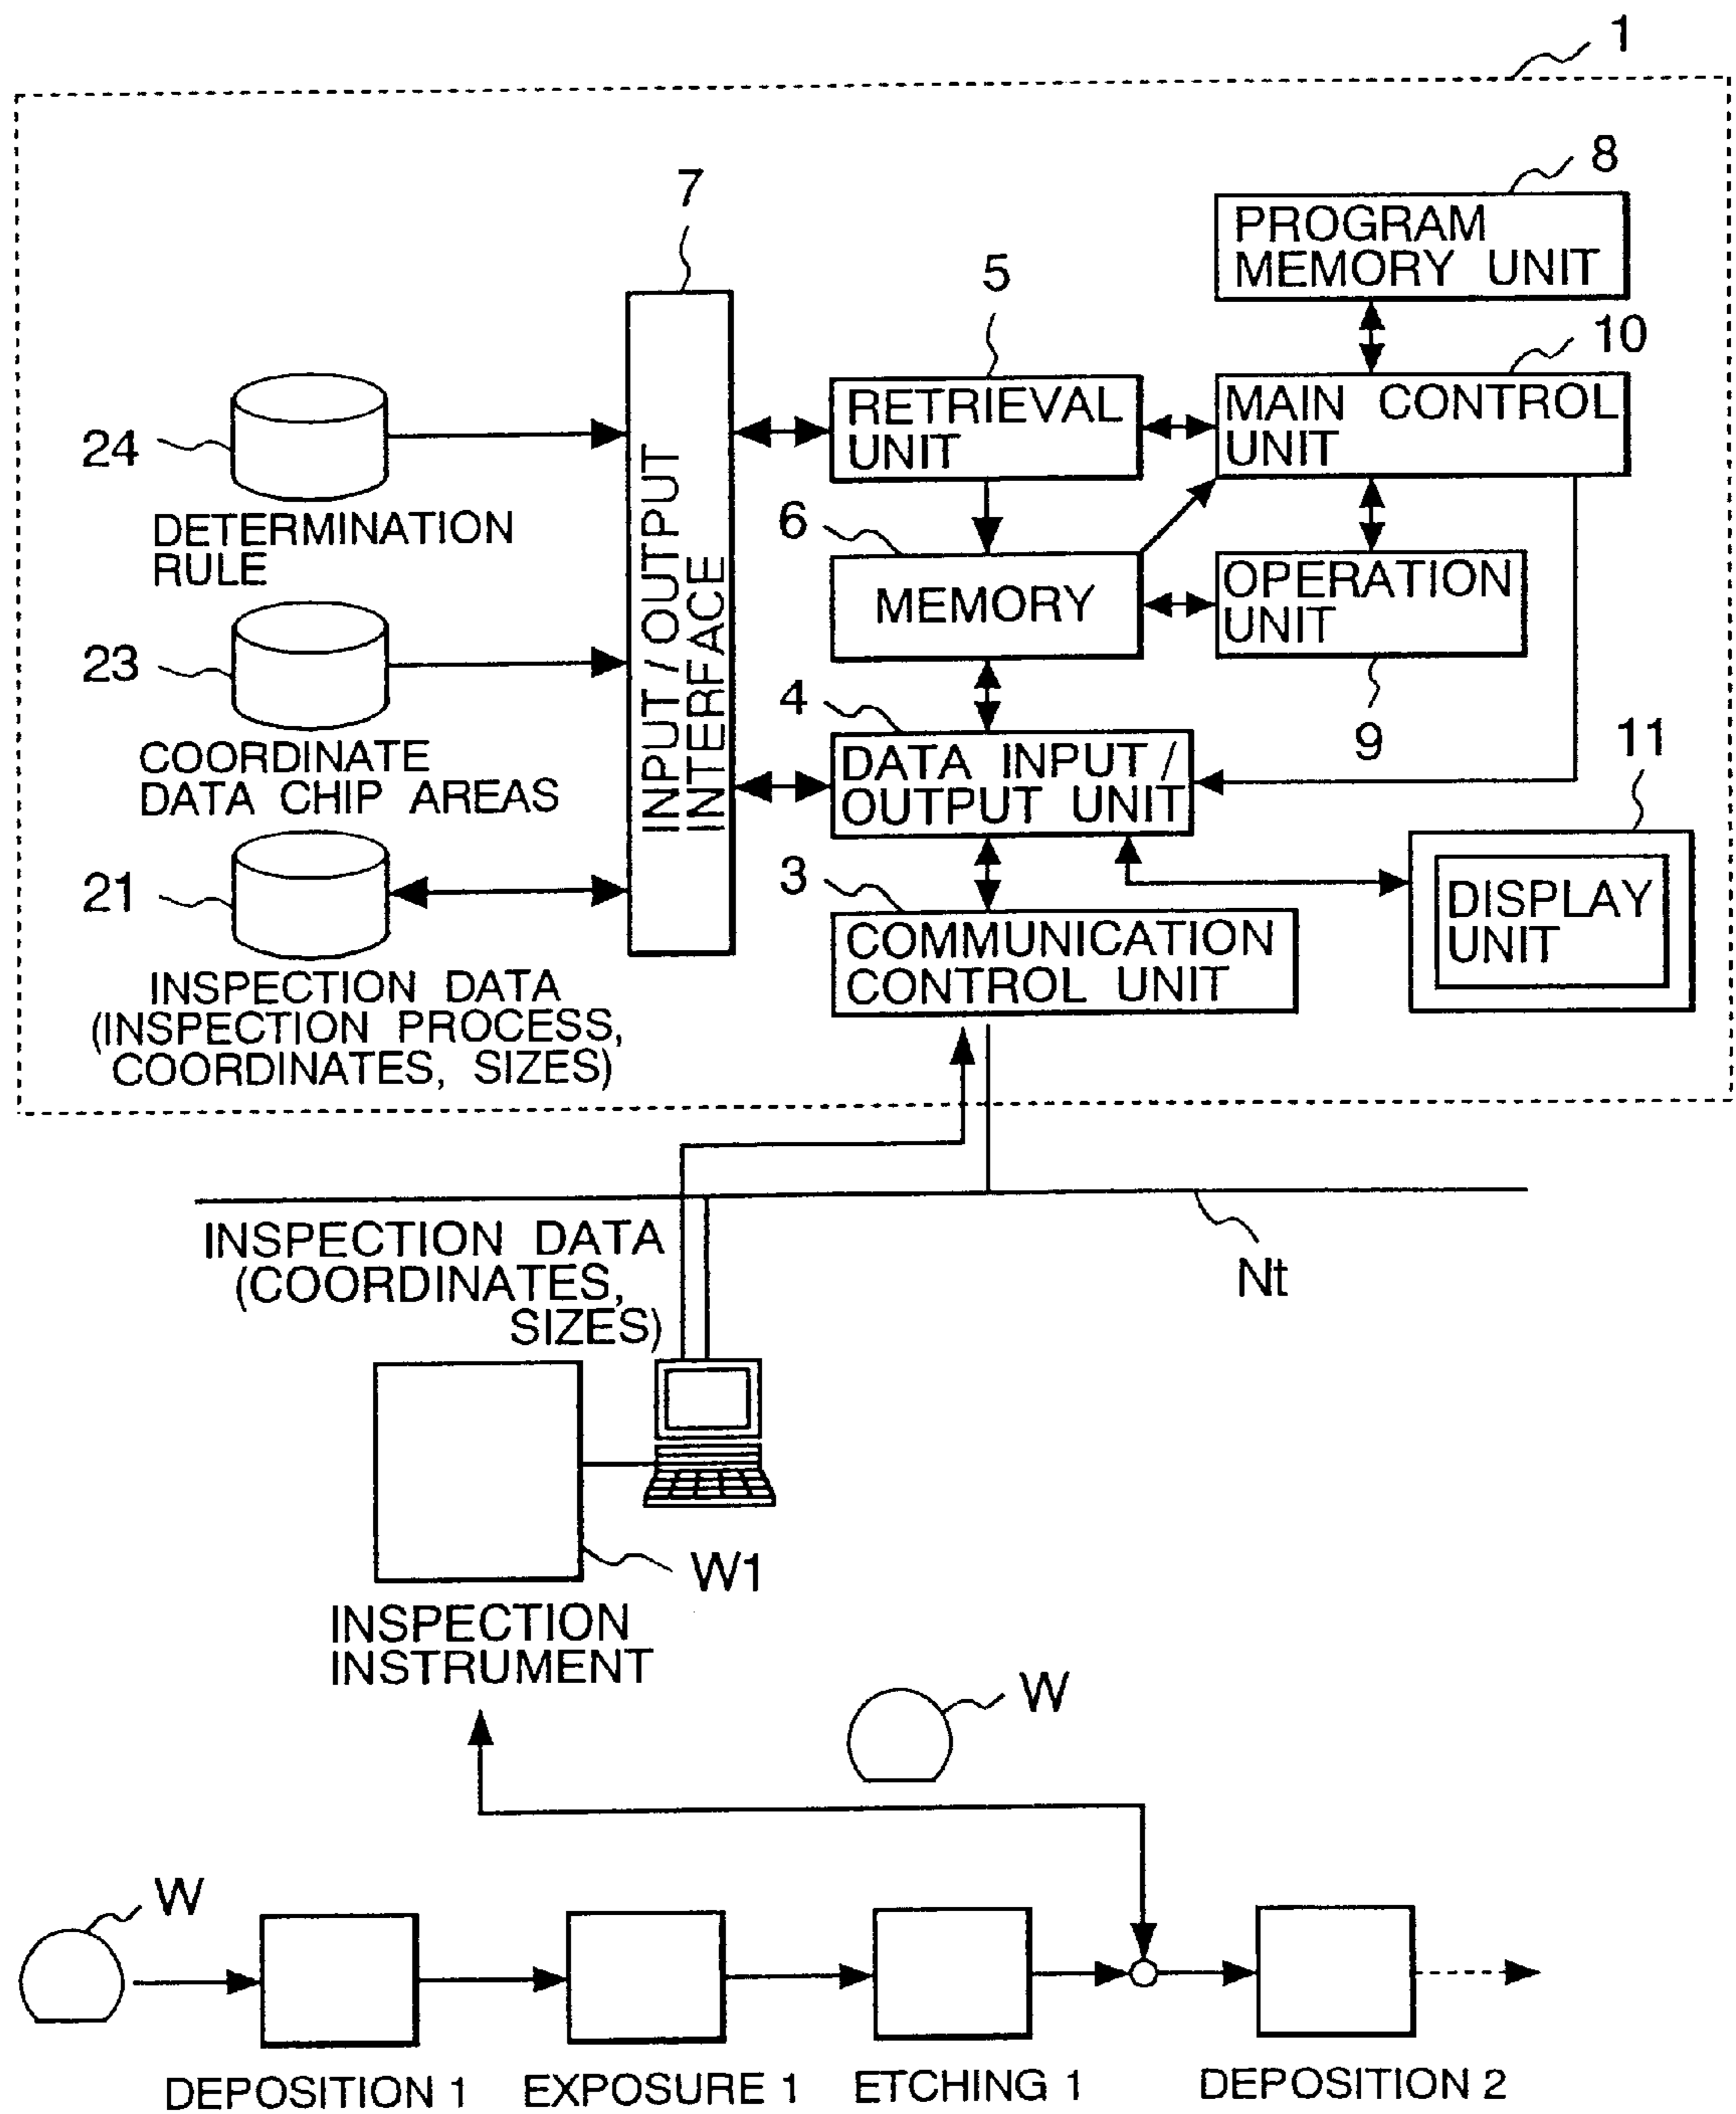 1
8
PROGRAM
MEMORY UNIT
7
5
10
RETRIEVAL
UNIT
MAIN CONTROL
UNIT
24
DETERMINATION
RULE
INPUT / OUTPUT
INTERFACE
6
MEMORY
OPERATION
UNIT
9
23
COORDINATE
DATA CHIP AREAS
4
DATA INPUT /
OUTPUT UNIT
11
DISPLAY
UNIT
21
INSPECTION DATA
(INSPECTION PROCESS,
COORDINATES, SIZES)
3
COMMUNICATION
CONTROL UNIT
Nt
INSPECTION DATA
(COORDINATES,
SIZES)
W1
INSPECTION
INSTRUMENT
W
W
DEPOSITION 1
EXPOSURE 1
ETCHING 1
DEPOSITION 2